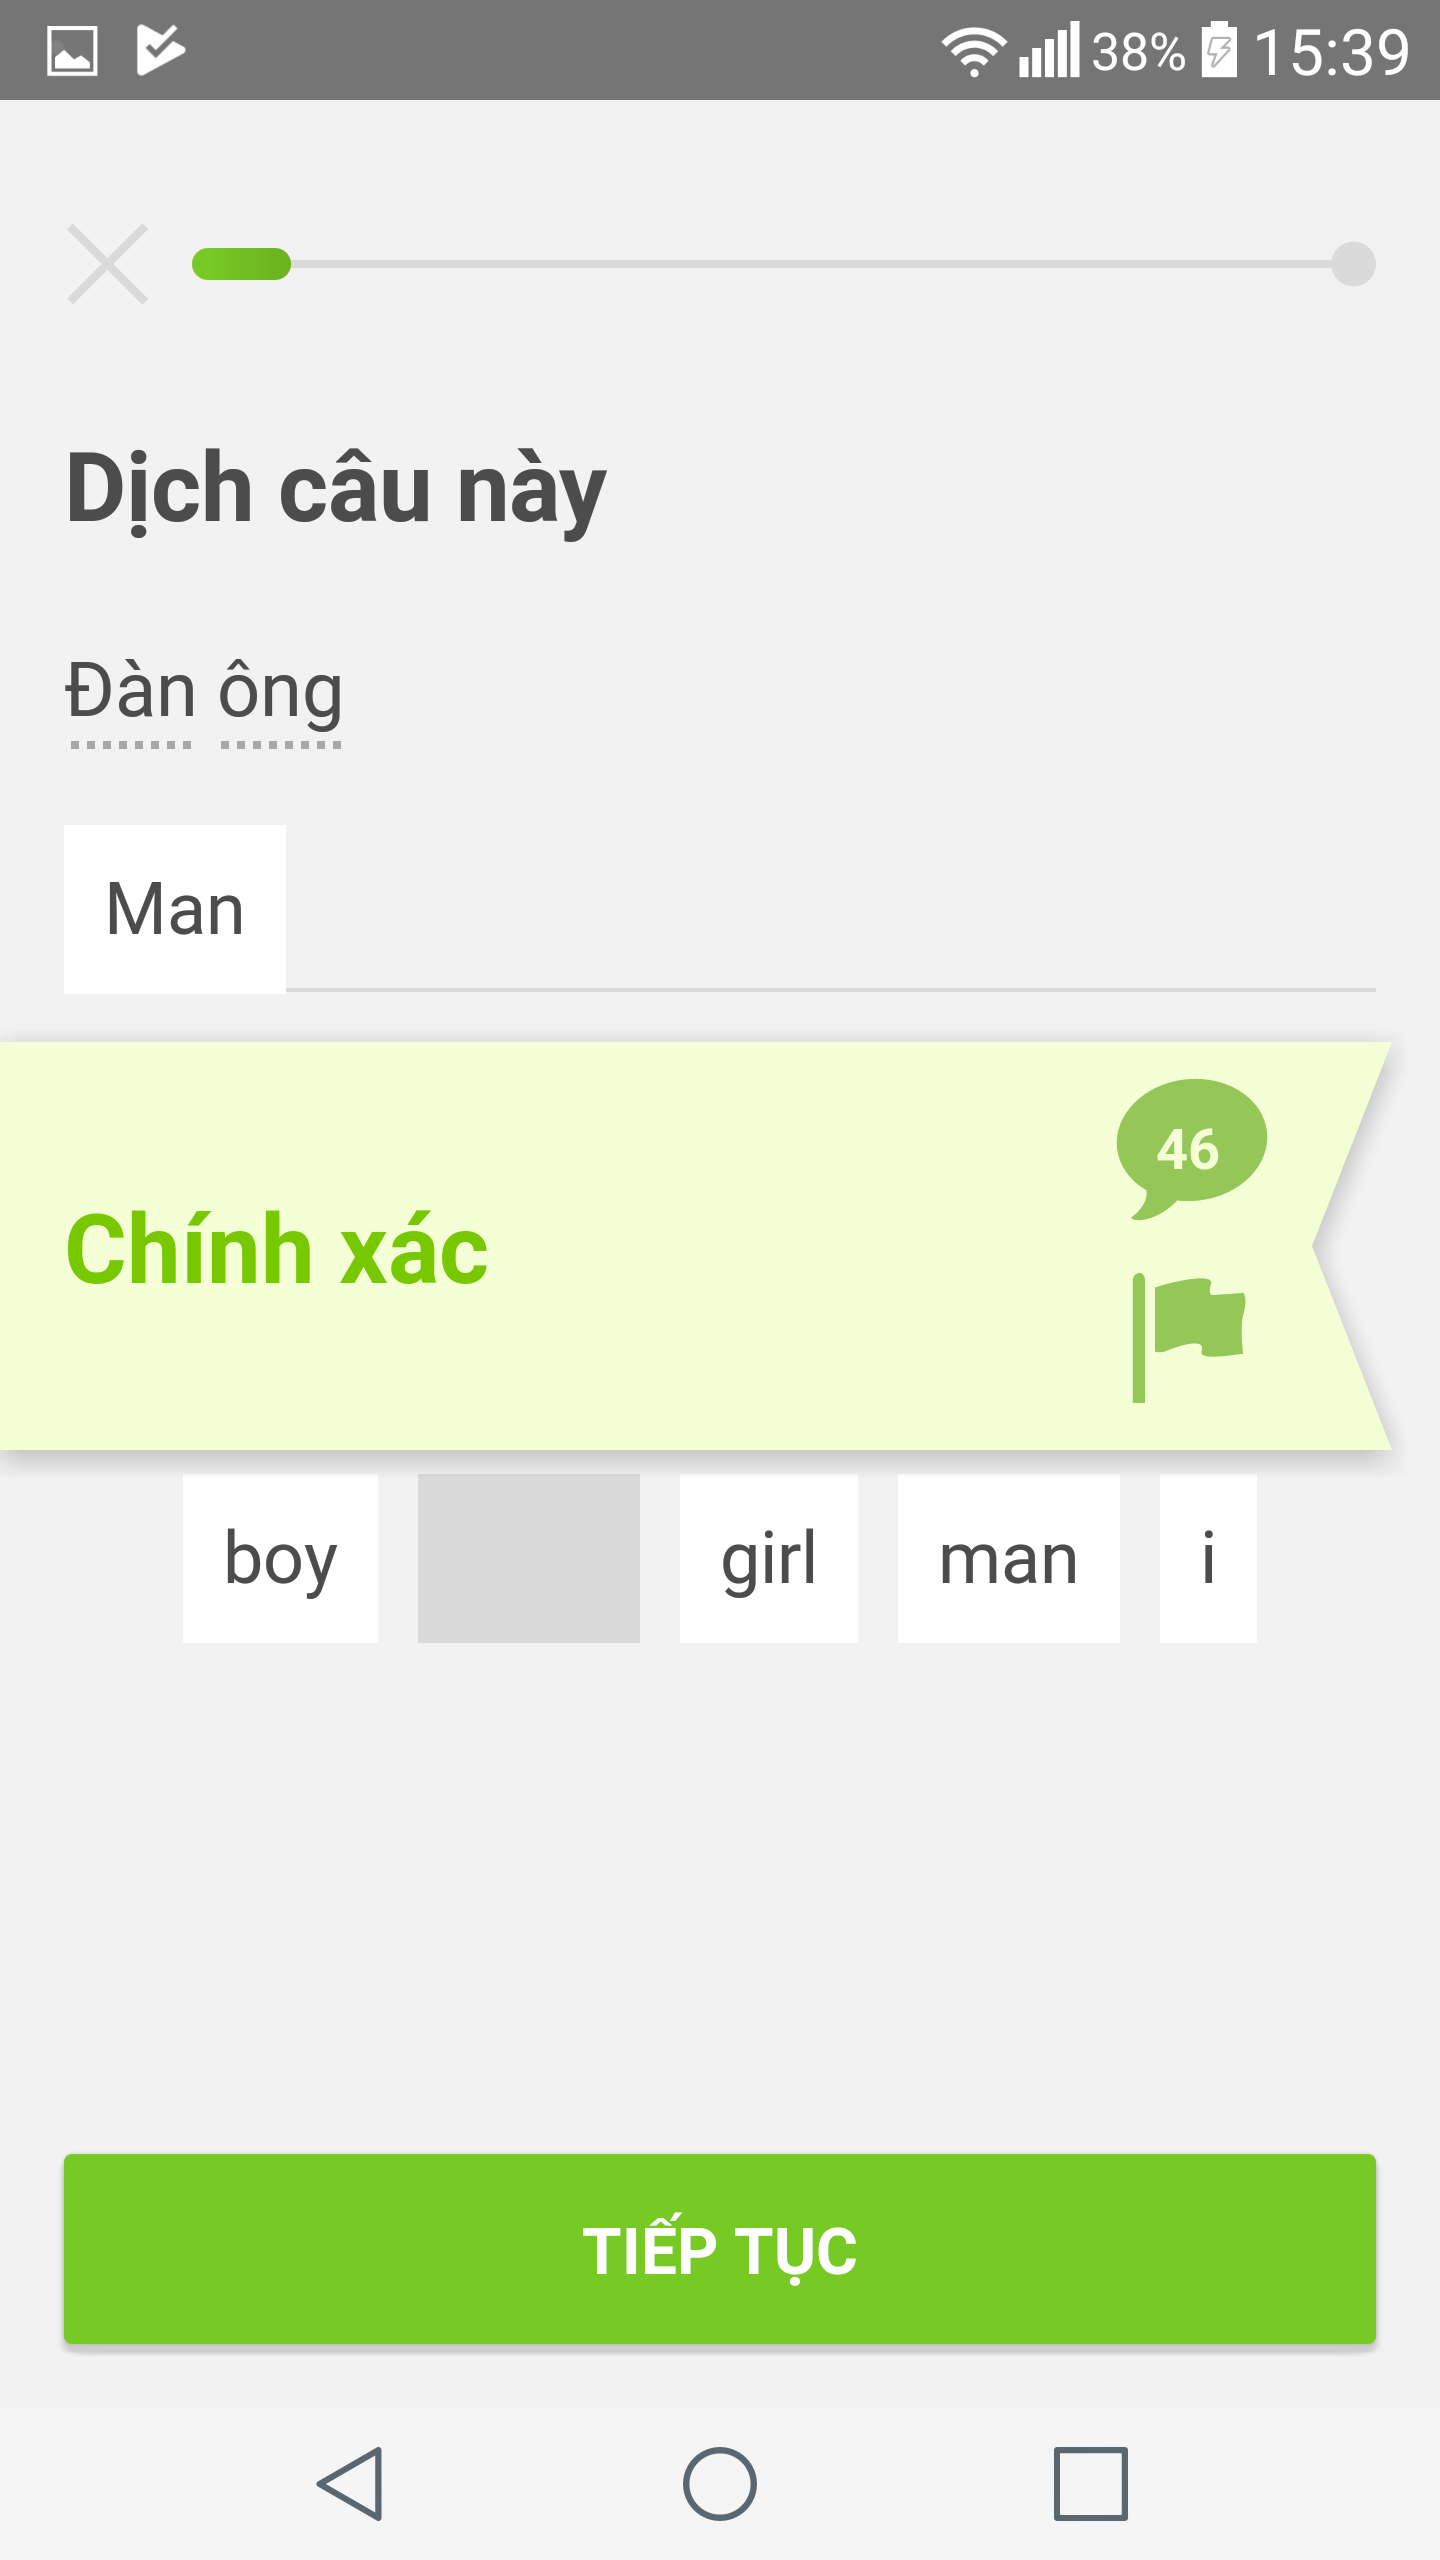 38% 15:39
Dịch câu này
Đàn ông
Man
46
Chính xác
boy girl man i
TIẾP TỤC